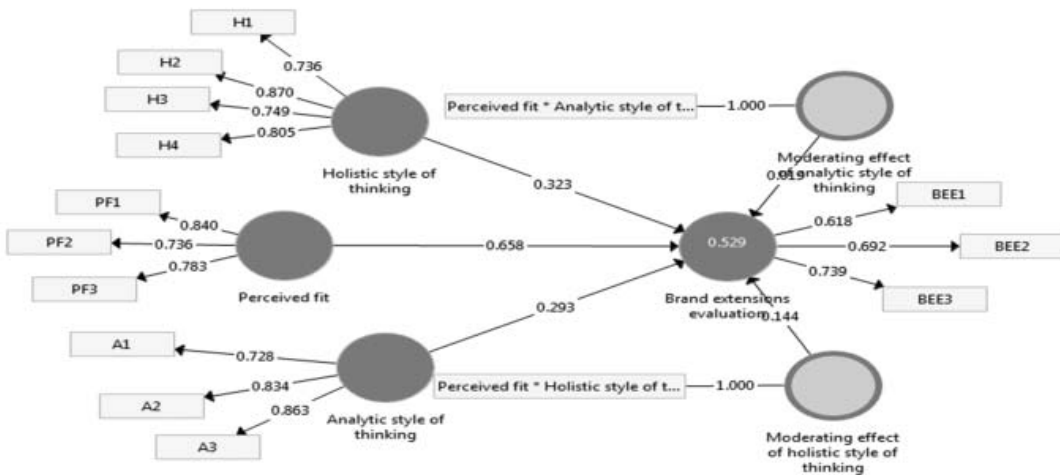 H1
0.736
H2
0.870
H3
0.749
H4
0.805
Holistic style of
thinking
Perceived fit * Analytic style of t...
1.000
Moderating effect
of analytic style of
thinking
0.323
PF1
0.840
PF2
0.736
PF3
0.783
Perceived fit
0.658
0.529
Brand extensions
evaluation
BEE1
0.618
BEE2
0.692
BEE3
0.739
0.144
0.293
A1
0.728
A2
0.834
A3
0.863
Analytic style of
thinking
Perceived fit * Holistic style of t...
1.000
Moderating effect
of holistic style of
thinking